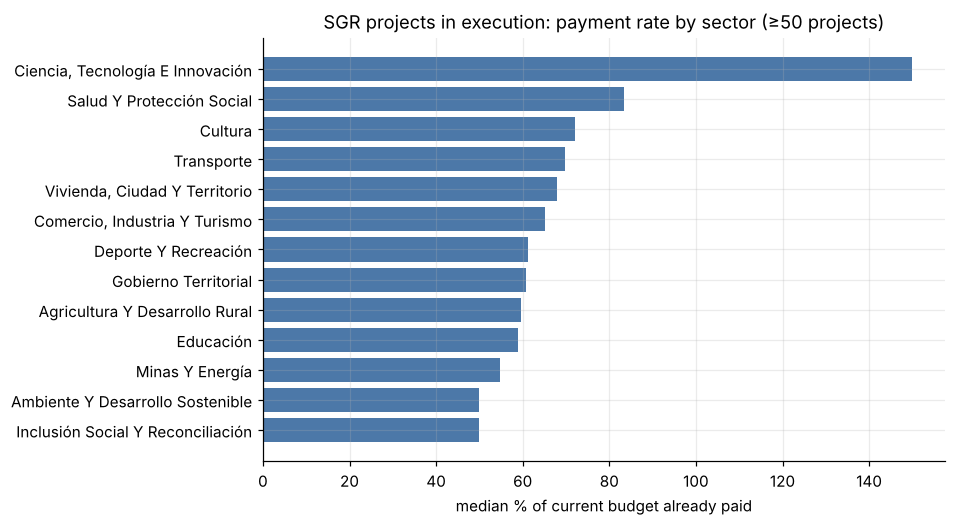 SGR projects in execution: payment rate by sector (≥50 projects)
Ciencia, Tecnología E Innovación
Salud Y Protección Social
Cultura
Transporte
Vivienda, Ciudad Y Territorio
Comercio, Industria Y Turismo
Deporte Y Recreación
Gobierno Territorial
Agricultura Y Desarrollo Rural
Educación
Minas Y Energía
Ambiente Y Desarrollo Sostenible
Inclusión Social Y Reconciliación
0 20 40 60 80 100 120 140
median % of current budget already paid